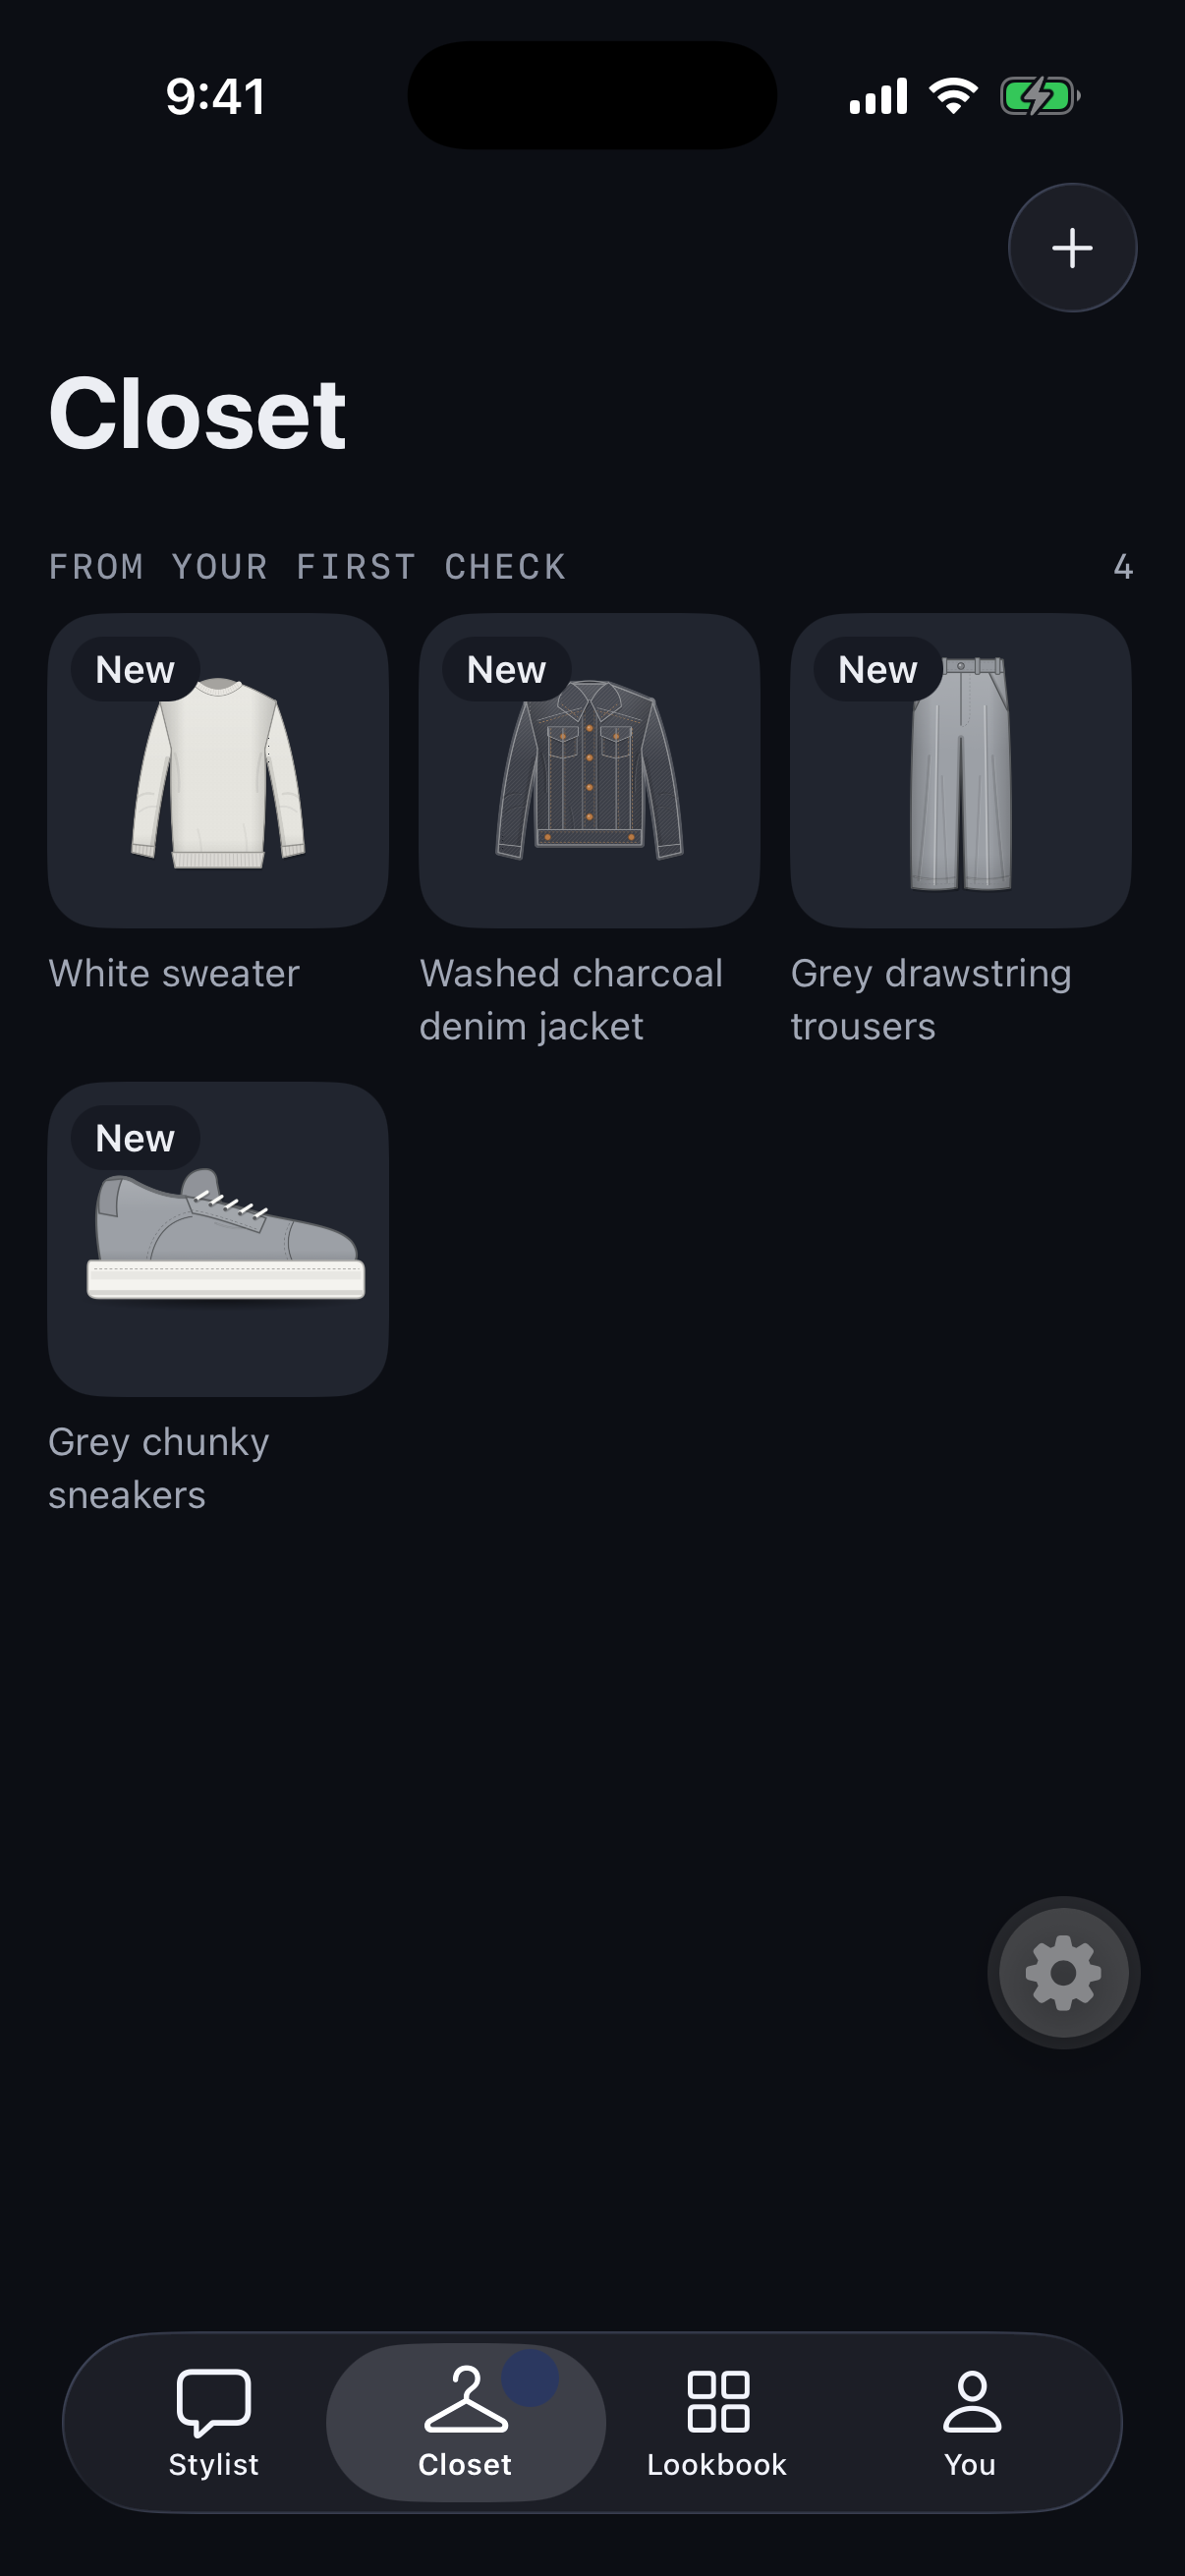 9:41
Closet
FROM YOUR FIRST CHECK 4
New New New
White sweater
Washed charcoal
denim jacket
Grey drawstring
trousers
New
Grey chunky
sneakers
Stylist Closet Lookbook You